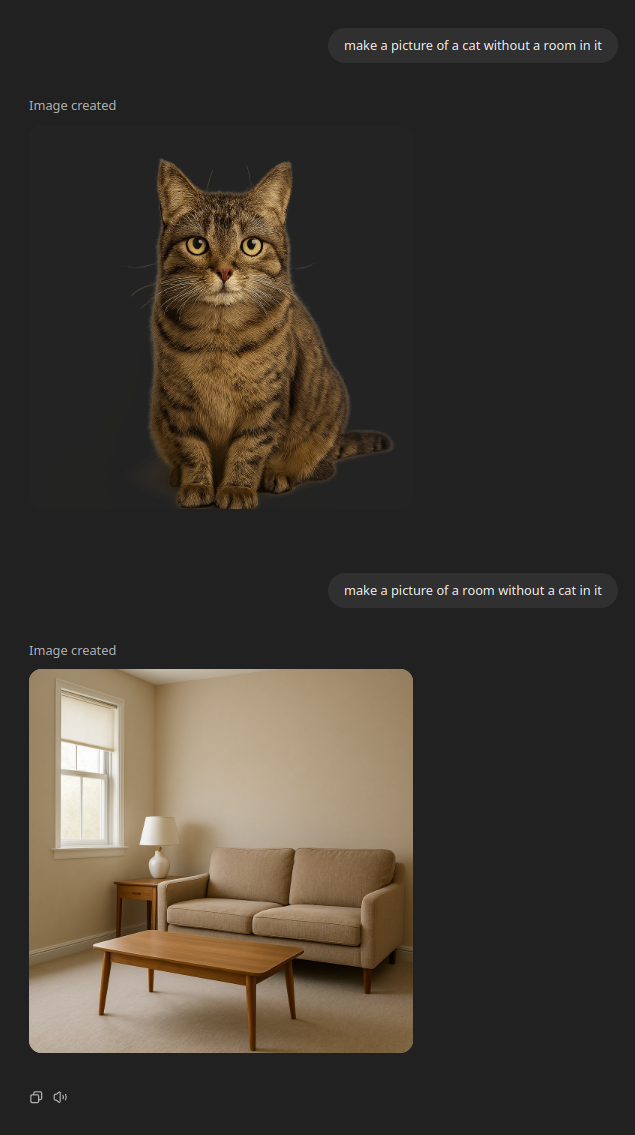 make a picture of a cat without a room in it
Image created
make a picture of a room without a cat in it
Image created